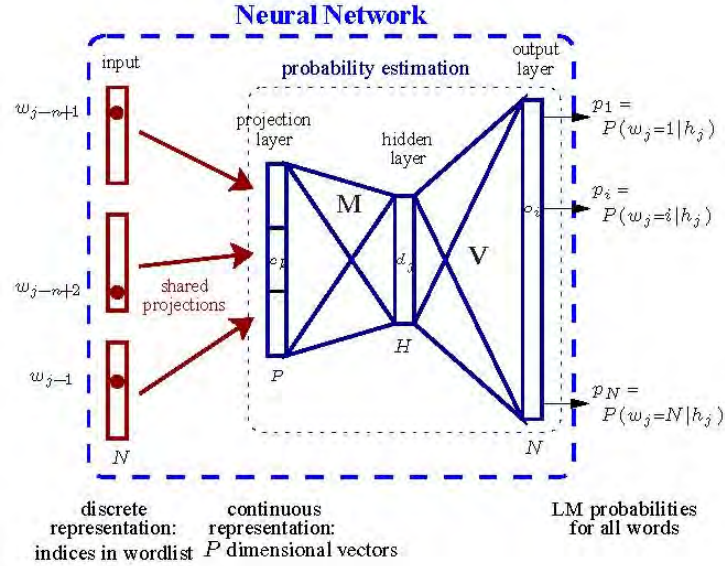 Neural Network
input
output
layer
probability estimation
projection
layer
hidden
layer
w_{j−n+1}
w_{j−n+2}
w_{j−1}
shared
projections
M
V
c_l
d_j
o_i
N
P
H
N
p_1 =
P(w_j=1|h_j)
p_i =
P(w_j=i|h_j)
p_N =
P(w_j=N|h_j)
discrete
representation:
indices in wordlist
continuous
representation:
P dimensional vectors
LM probabilities
for all words